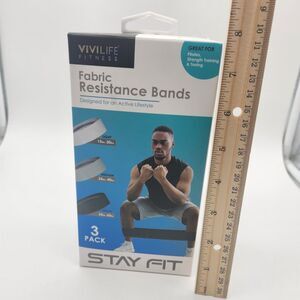 VIVILIFE
FITNESS
GREAT FOR
Pilates,
Strength Training
& Toning
Fabric
Resistance Bands
Designed for an Active Lifestyle
3
PACK
STAY FIT